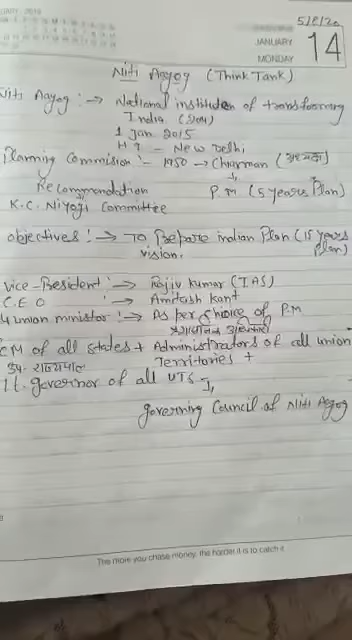 5/8/20
JANUARY
14
MONDAY
Niti Aayog (Think Tank)
Niti Aayog :→ National institution of transforming
India (
1 Jan 2015
H Q - New Delhi
Planning Commision :- 1950 → Chairman (अध्यक्ष)
Recommendation P.M (5 years Plan)
K.C. Niyogi Committee
objectives :→ To Prepare indian Plan (15 years
vision. Plan)
Vice-President :→ Rajiv Kumar (IAS)
C.E.O :→ Amitabh Kant
4 union minister :→ As per choice of P.M
CM of all states + Administrators of all union
उप. राज्यपाल Territories +
Lt. governor of all UTS
governing Council of Niti Aayog
The more you chase money, the harder it is to catch it